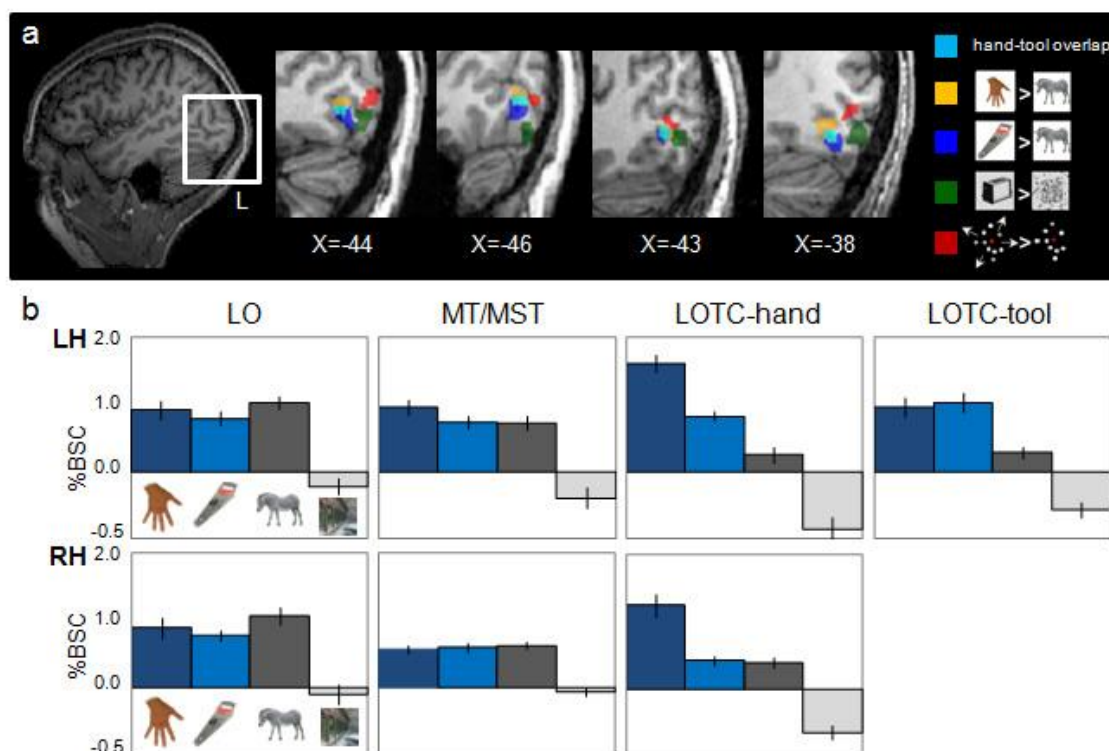 a
hand-tool overlap
>
>
>
>
L
X=-44
X=-46
X=-43
X=-38
b
LO
MT/MST
LOTC-hand
LOTC-tool
LH
2.0
1.0
0.0
-0.5
%BSC
RH
2.0
1.0
0.0
-0.5
%BSC